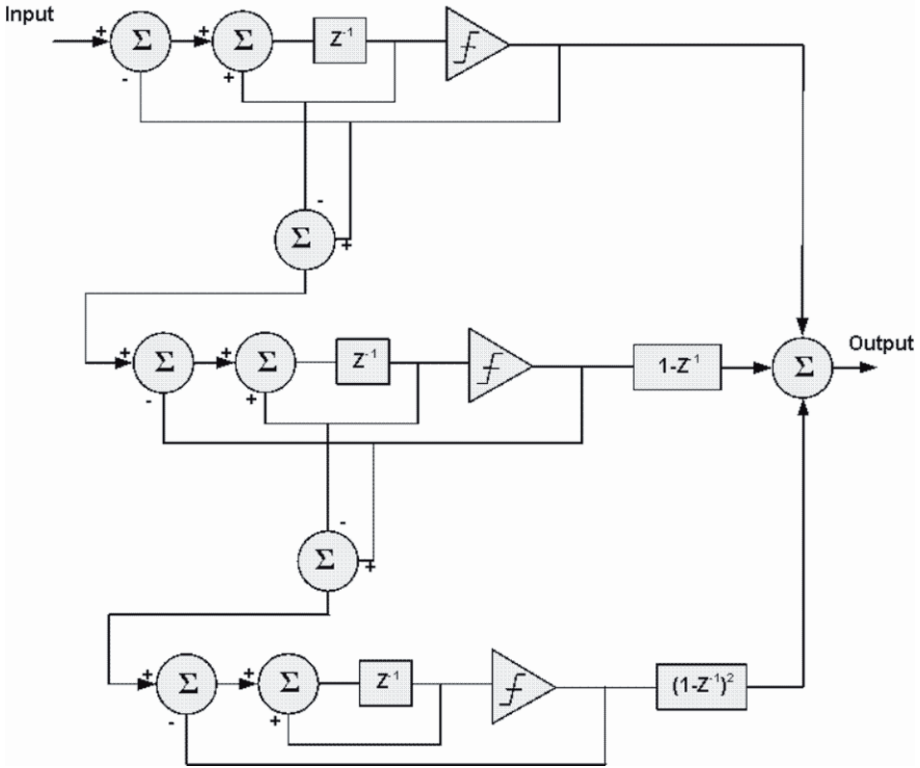 Input
+ Σ + Σ Z⁻¹
- +
-
Σ +
+ Σ + Σ Z⁻¹ 1-Z⁻¹ Σ Output
- +
-
Σ +
+ Σ + Σ Z⁻¹ (1-Z⁻¹)²
- +